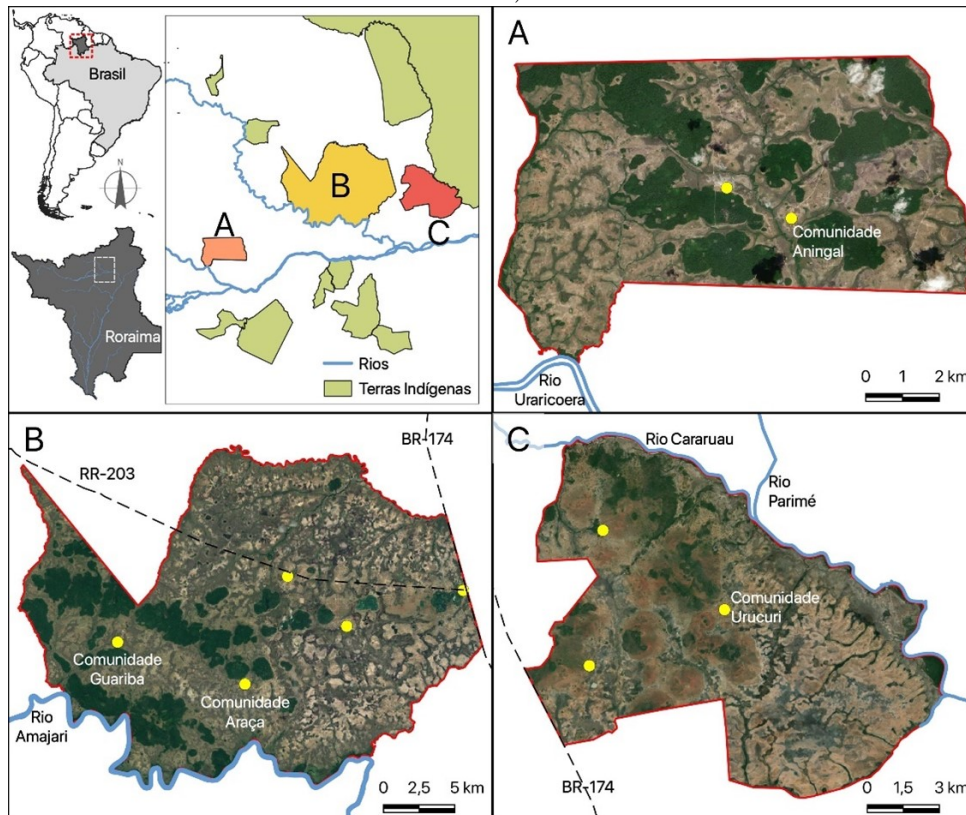 Brasil
N
Roraima
A
B
C
Rios
Terras Indígenas
A
Comunidade
Aningal
Rio
Uraricoera
0 1 2 km
B
RR-203
BR-174
Comunidade
Guariba
Comunidade
Araça
Rio
Amajari
0 2,5 5 km
C
Rio Cararuau
Rio
Parimé
Comunidade
Urucuri
BR-174
0 1,5 3 km